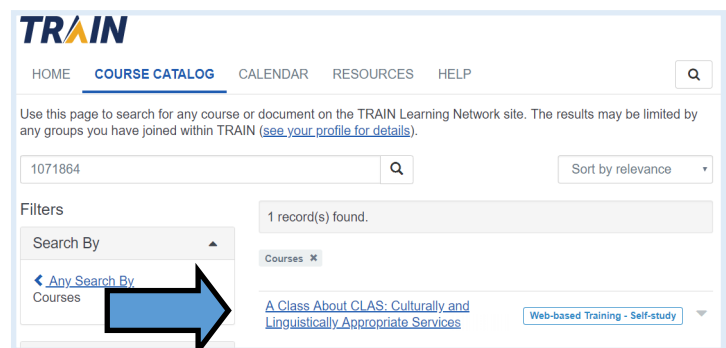 TRAIN
HOME COURSE CATALOG CALENDAR RESOURCES HELP
Use this page to search for any course or document on the TRAIN Learning Network site. The results may be limited by
any groups you have joined within TRAIN (see your profile for details).
1071864 Sort by relevance
Filters
1 record(s) found.
Search By
Courses ×
Any Search By
Courses
A Class About CLAS: Culturally and
Linguistically Appropriate Services
Web-based Training - Self-study